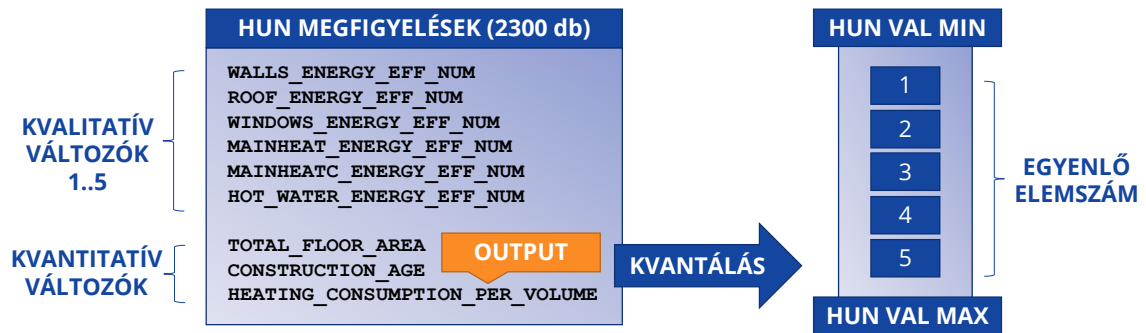 HUN MEGFIGYELÉSEK (2300 db)
KVALITATÍV
VÁLTOZÓK
1..5
WALLS_ENERGY_EFF_NUM
ROOF_ENERGY_EFF_NUM
WINDOWS_ENERGY_EFF_NUM
MAINHEAT_ENERGY_EFF_NUM
MAINHEATC_ENERGY_EFF_NUM
HOT_WATER_ENERGY_EFF_NUM
KVANTITATÍV
VÁLTOZÓK
TOTAL_FLOOR_AREA
CONSTRUCTION_AGE
HEATING_CONSUMPTION_PER_VOLUME
OUTPUT
KVANTÁLÁS
HUN VAL MIN
1
2
3
4
5
HUN VAL MAX
EGYENLŐ
ELEMSZÁM